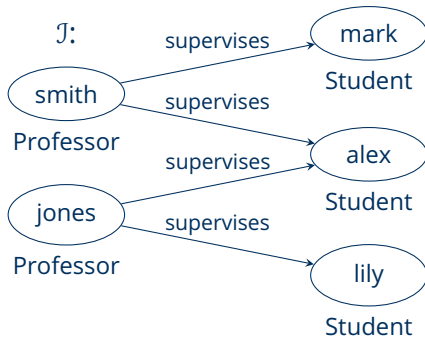 ℐ:
supervises
mark
smith
Student
Professor
supervises
alex
supervises
Student
jones
Professor
supervises
lily
Student